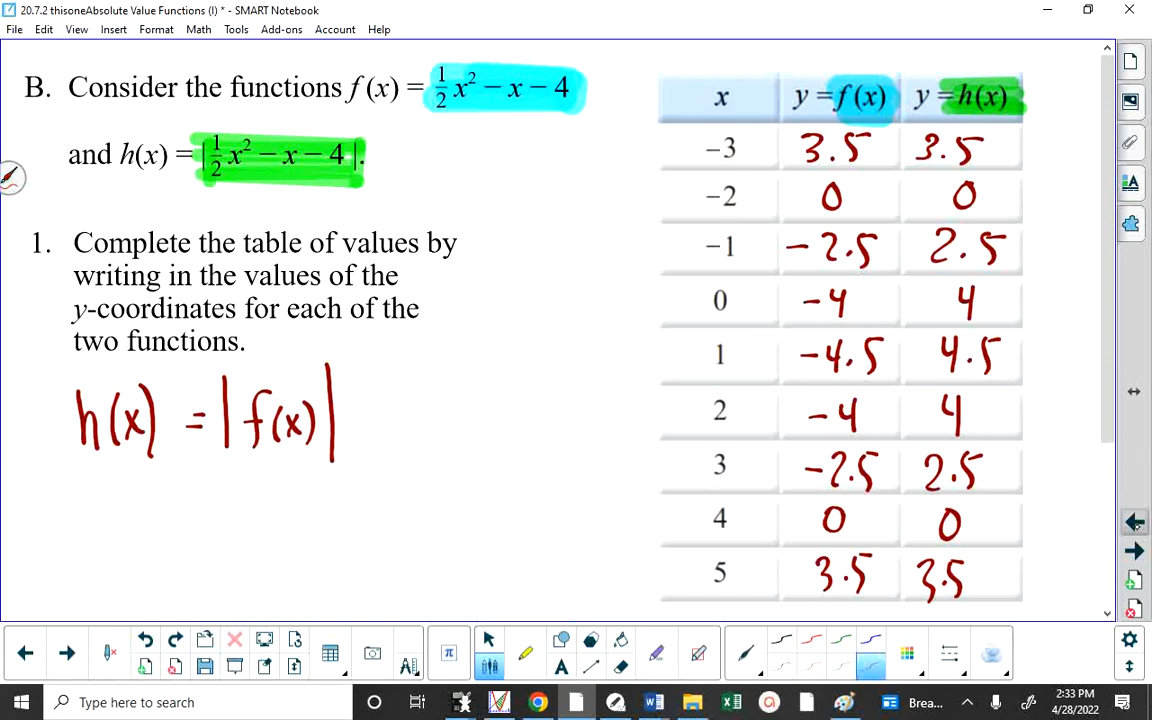 20.7.2 thisoneAbsolute Value Functions (I) * - SMART Notebook
File Edit View Insert Format Math Tools Add-ons Account Help
B. Consider the functions f(x) = 1/2 x² − x − 4
and h(x) = |1/2 x² − x − 4|.
1. Complete the table of values by
writing in the values of the
y-coordinates for each of the
two functions.
h(x) = |f(x)|
x y = f(x) y = h(x)
−3 3.5 3.5
−2 0 0
−1 −2.5 2.5
0 −4 4
1 −4.5 4.5
2 −4 4
3 −2.5 2.5
4 0 0
5 3.5 3.5
Type here to search
Brea...
2:33 PM
4/28/2022